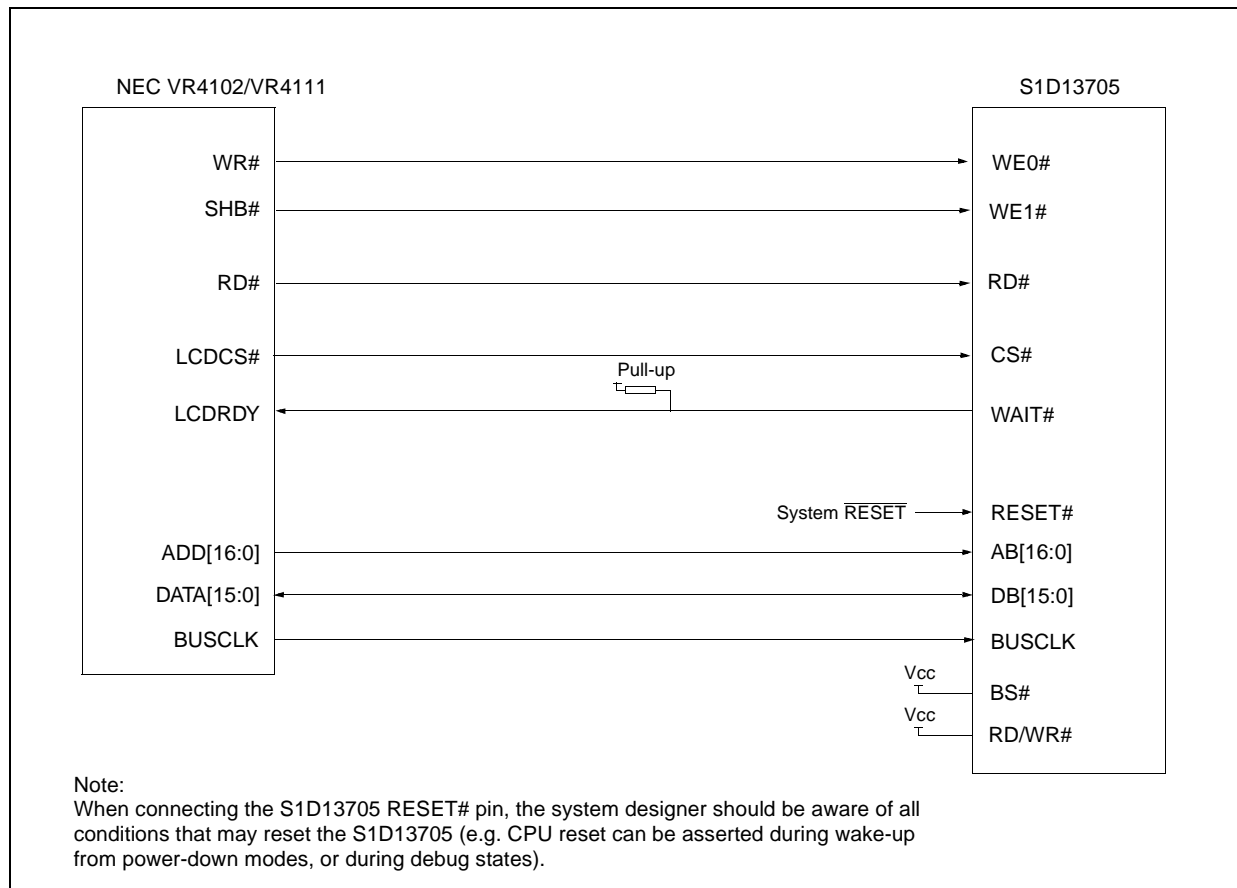 NEC VR4102/VR4111
S1D13705
WR#
WE0#
SHB#
WE1#
RD#
RD#
LCDCS#
CS#
Pull-up
LCDRDY
WAIT#
System RESET
RESET#
ADD[16:0]
AB[16:0]
DATA[15:0]
DB[15:0]
BUSCLK
BUSCLK
Vcc
BS#
Vcc
RD/WR#
Note:
When connecting the S1D13705 RESET# pin, the system designer should be aware of all
conditions that may reset the S1D13705 (e.g. CPU reset can be asserted during wake-up
from power-down modes, or during debug states).